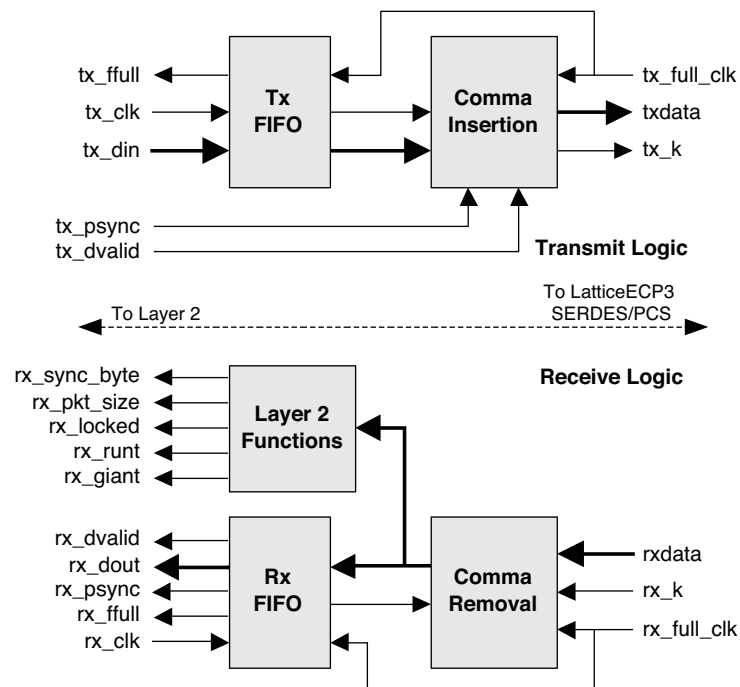 tx_ffull
tx_clk
tx_din
Tx
FIFO
Comma
Insertion
tx_full_clk
txdata
tx_k
tx_psync
tx_dvalid
Transmit Logic
To Layer 2
To LatticeECP3
SERDES/PCS
Receive Logic
rx_sync_byte
rx_pkt_size
rx_locked
rx_runt
rx_giant
Layer 2
Functions
rx_dvalid
rx_dout
rx_psync
rx_ffull
rx_clk
Rx
FIFO
Comma
Removal
rxdata
rx_k
rx_full_clk